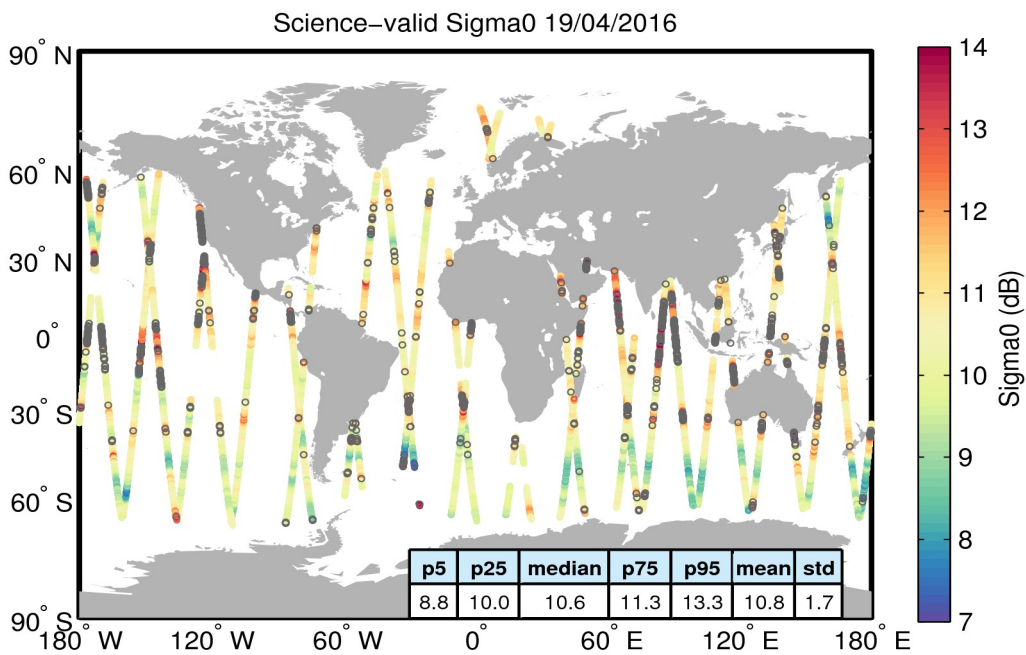 Science−valid Sigma0 19/04/2016
90° N
60° N
30° N
0°
30° S
60° S
90° S
180° W
120° W
60° W
0°
60° E
120° E
180° E
14
13
12
11
10
9
8
7
Sigma0 (dB)
p5 p25 median p75 p95 mean std
8.8 10.0 10.6 11.3 13.3 10.8 1.7